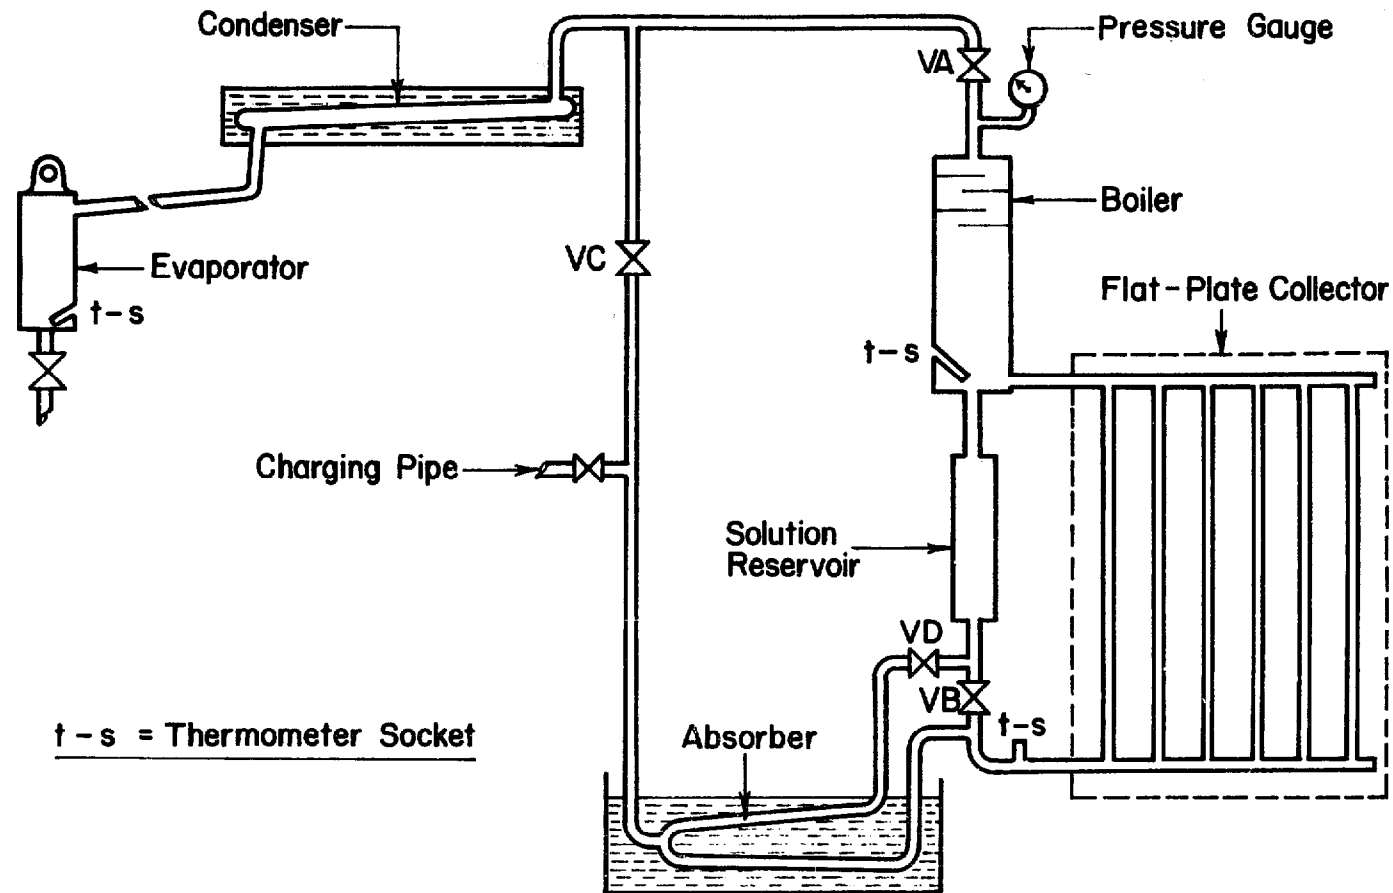 Condenser
Pressure Gauge
VA
Boiler
Evaporator
VC
t-s
Flat-Plate Collector
t-s
Charging Pipe
Solution
Reservoir
VD
VB
t-s
t-s = Thermometer Socket
Absorber